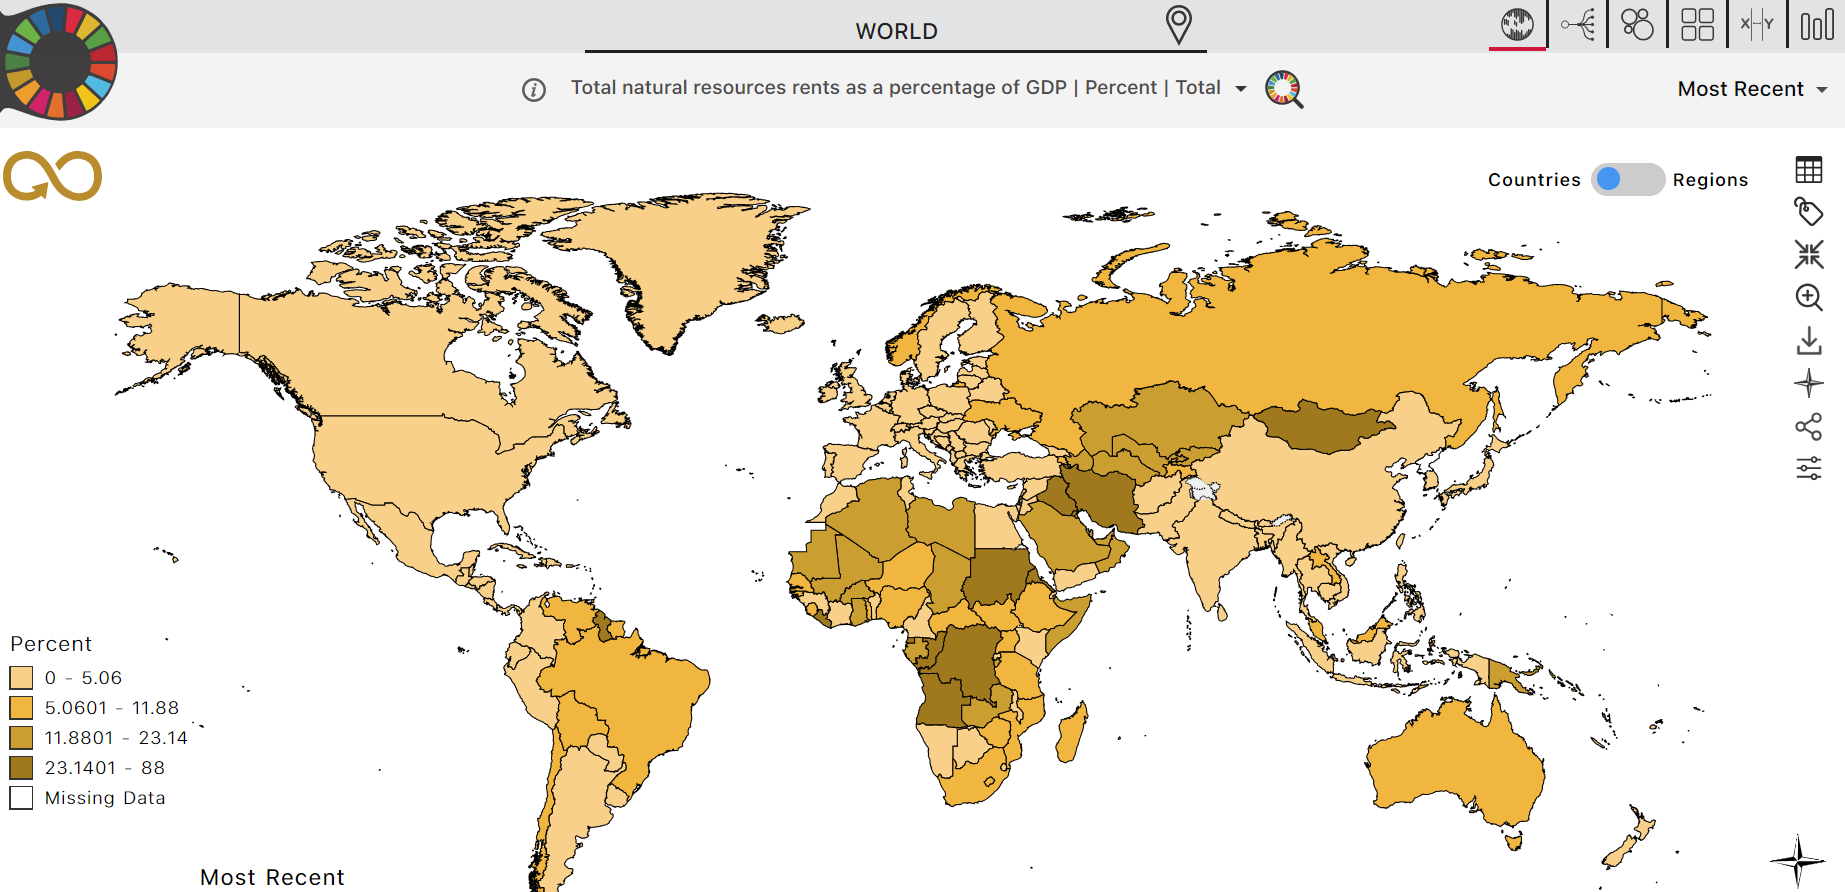 WORLD
Total natural resources rents as a percentage of GDP | Percent | Total
Most Recent
X Y
Countries Regions
Percent
0 - 5.06
5.0601 - 11.88
11.8801 - 23.14
23.1401 - 88
Missing Data
Most Recent